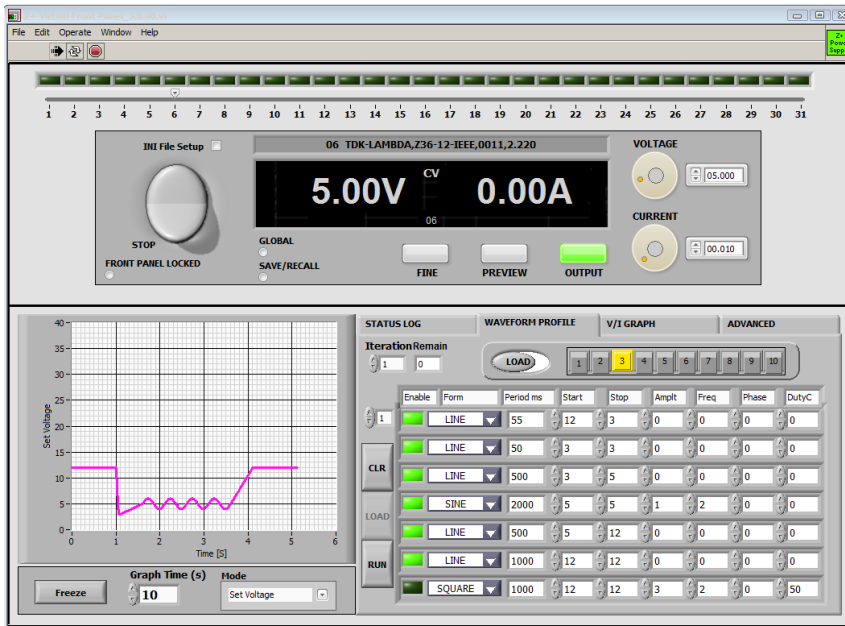 File Edit Operate Window Help
Z+
1 2 3 4 5 6 7 8 9 10 11 12 13 14 15 16 17 18 19 20 21 22 23 24 25 26 27 28 29 30 31
INI File Setup
06 TDK-LAMBDA,Z36-12-IEEE,0011,2.220
VOLTAGE
5.00V CV 0.00A
05.000
06
CURRENT
00.010
STOP
GLOBAL
FRONT PANEL LOCKED
SAVE/RECALL
FINE PREVIEW OUTPUT
40
35
30
25
20
15
10
5
0
Set Voltage
0 1 2 3 4 5 6
Time [S]
Freeze
Graph Time (s)
10
Mode
Set Voltage
STATUS LOG WAVEFORM PROFILE V/I GRAPH ADVANCED
Iteration Remain
1 0
LOAD
1 2 3 4 5 6 7 8 9 10
Enable Form Period ms Start Stop Amplt Freq Phase DutyC
1
LINE 55 12 3 0 0 0 0
LINE 50 3 3 0 0 0 0
CLR
LINE 500 3 5 0 0 0 0
SINE 2000 5 5 1 2 0 0
LOAD
LINE 500 5 12 0 0 0 0
RUN
LINE 1000 12 12 0 0 0 0
SQUARE 1000 12 12 3 2 0 50